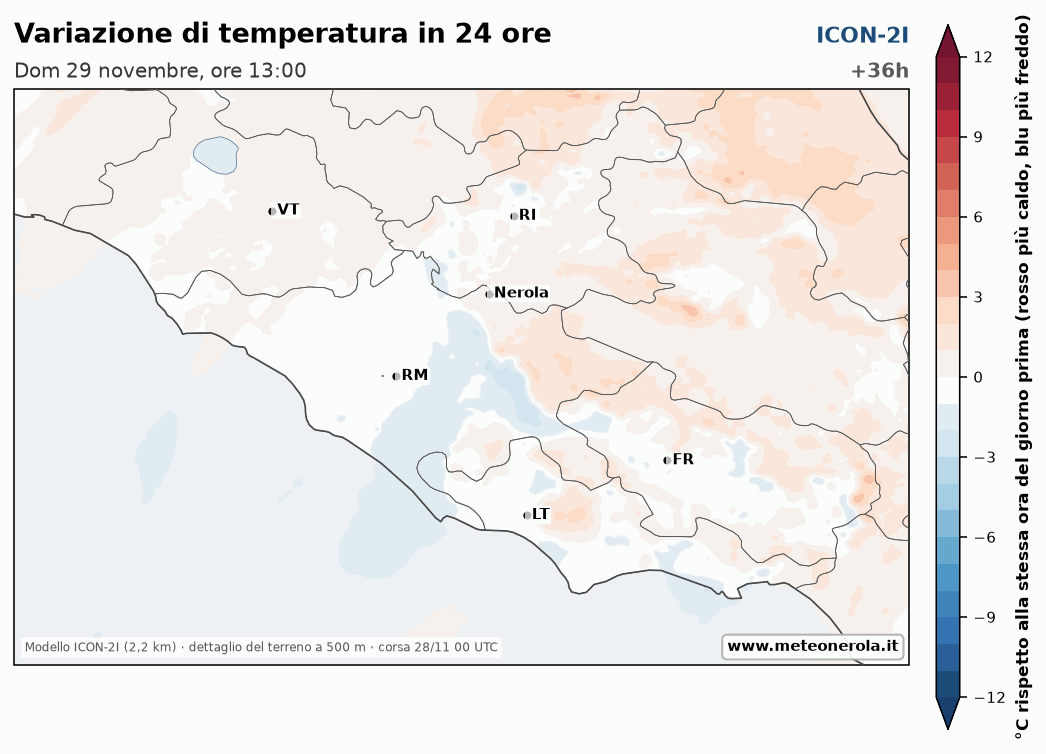 Variazione di temperatura in 24 ore
ICON-2I
Dom 29 novembre, ore 13:00
+36h
VT
RI
Nerola
RM
FR
LT
Modello ICON-2I (2,2 km) · dettaglio del terreno a 500 m · corsa 28/11 00 UTC
www.meteonerola.it
12
9
6
3
0
−3
−6
−9
−12
°C rispetto alla stessa ora del giorno prima (rosso più caldo, blu più freddo)